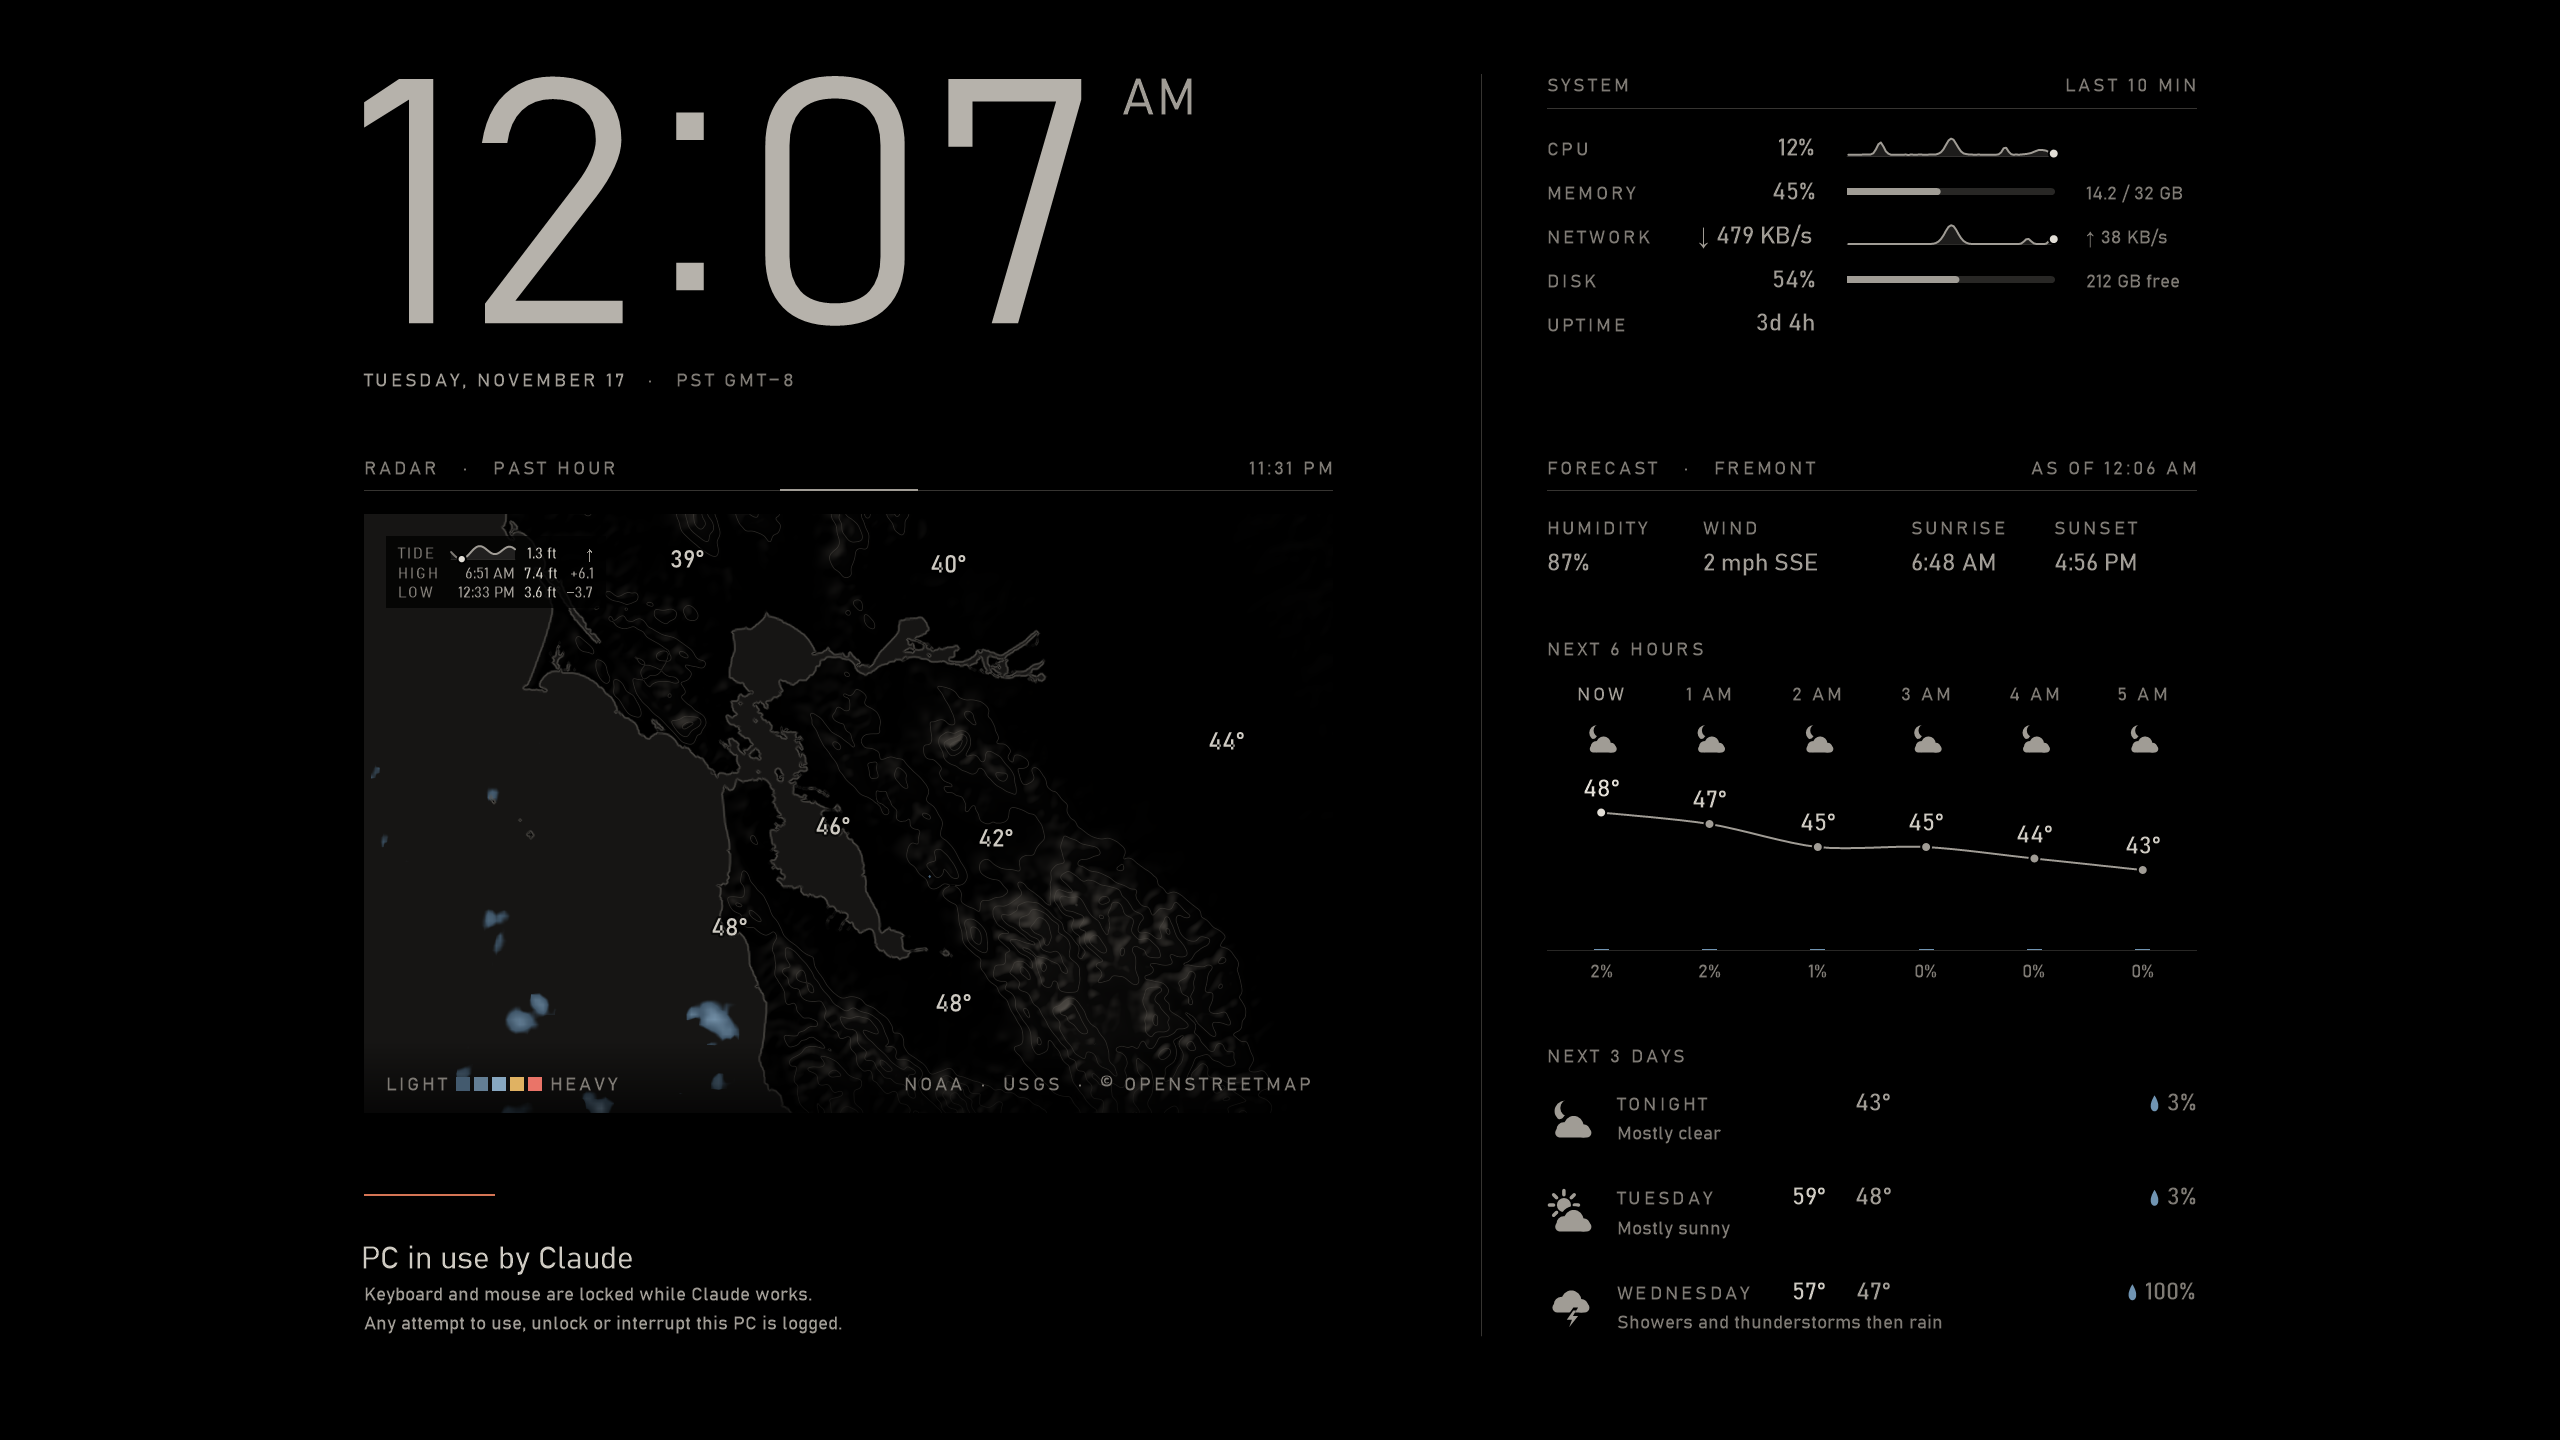 12:07 AM
TUESDAY, NOVEMBER 17 · PST GMT−8
RADAR · PAST HOUR 11:31 PM
TIDE 1.3 ft ↑
HIGH 6:51 AM 7.4 ft +6.1
LOW 12:33 PM 3.6 ft −3.7
39°
40°
44°
46°
42°
48°
48°
LIGHT HEAVY
NOAA · USGS · © OPENSTREETMAP
PC in use by Claude
Keyboard and mouse are locked while Claude works.
Any attempt to use, unlock or interrupt this PC is logged.
SYSTEM LAST 10 MIN
CPU 12%
MEMORY 45% 14.2 / 32 GB
NETWORK ↓ 479 KB/s ↑ 38 KB/s
DISK 54% 212 GB free
UPTIME 3d 4h
FORECAST · FREMONT AS OF 12:06 AM
HUMIDITY WIND SUNRISE SUNSET
87% 2 mph SSE 6:48 AM 4:56 PM
NEXT 6 HOURS
NOW 1 AM 2 AM 3 AM 4 AM 5 AM
48° 47° 45° 45° 44° 43°
2% 2% 1% 0% 0% 0%
NEXT 3 DAYS
TONIGHT 43° 3%
Mostly clear
TUESDAY 59° 48° 3%
Mostly sunny
WEDNESDAY 57° 47° 100%
Showers and thunderstorms then rain